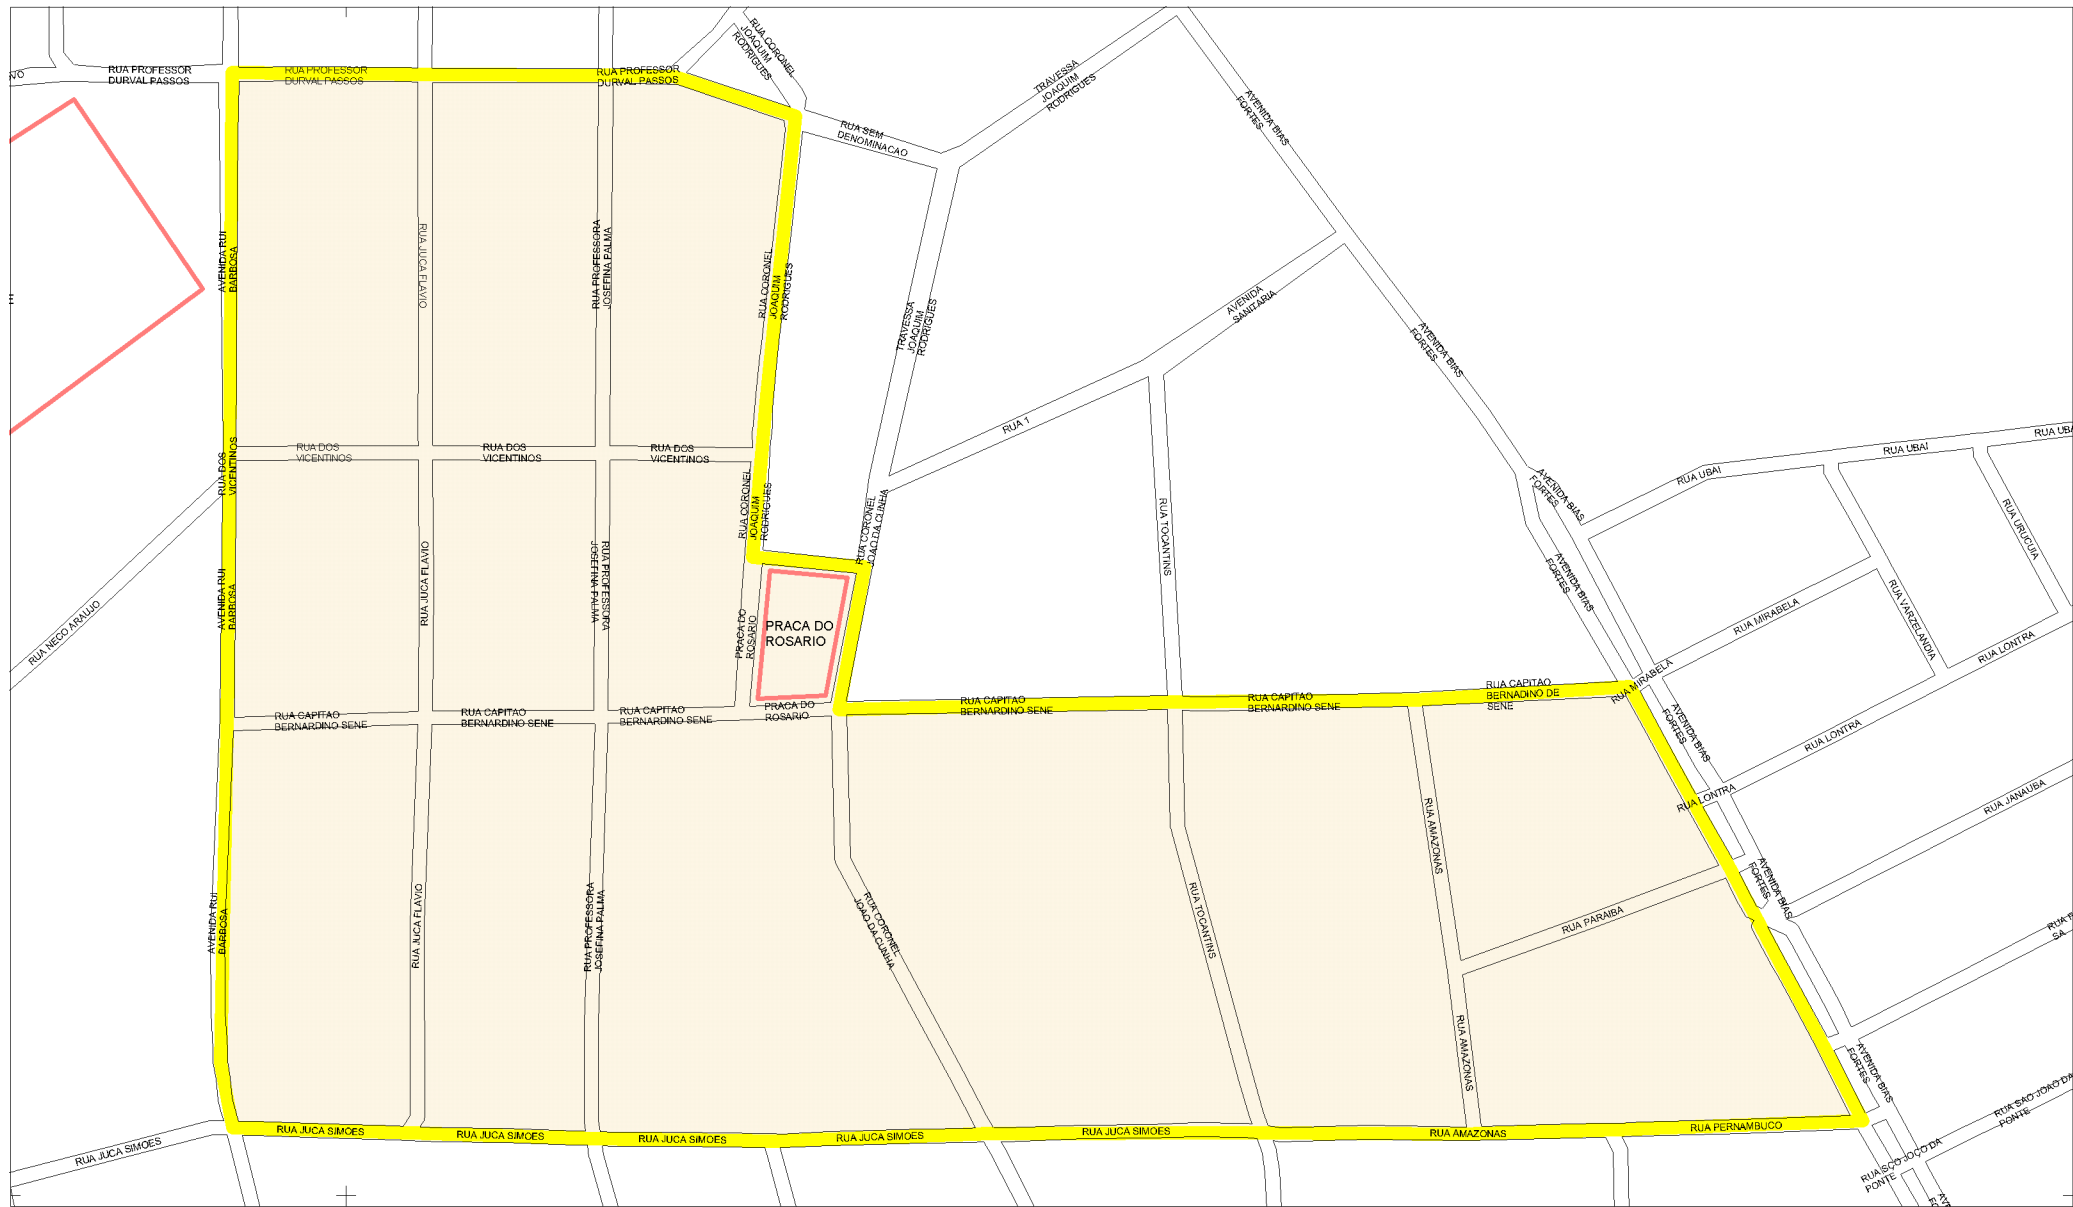 VO
RUA PROFESSOR
DURVAL PASSOS
RUA PROFESSOR
DURVAL PASSOS
RUA PROFESSOR
DURVAL PASSOS
RUA CORONEL
JOAQUIM
RODRIGUES
RUA SEM
DENOMINACAO
TRAVESSA
JOAQUIM
RODRIGUES
AVENIDA BIAS
FORTES
AVENIDA RUI
BARBOSA
RUA JUCA FLAVIO
RUA PROFESSORA
JOSEFINA PALMA
RUA CORONEL
JOAQUIM
RODRIGUES
TRAVESSA
JOAQUIM
RODRIGUES
AVENIDA
SANITARIA
AVENIDA BIAS
FORTES
RUA 1
RUA DOS
VICENTINOS
RUA DOS
VICENTINOS
RUA DOS
VICENTINOS
RUA DOS
VICENTINOS
RUA CORONEL
JOAQUIM
RODRIGUES
RUA CORONEL
JOAO DA CUNHA
RUA TOCANTINS
AVENIDA BIAS
FORTES
RUA UBAI
RUA UBAI
RUA UBA
RUA URUCUIA
AVENIDA BIAS
FORTES
RUA MIRABELA
RUA VARZELANDIA
RUA LONTRA
RUA NECO ARAUJO
AVENIDA RUI
BARBOSA
RUA JUCA FLAVIO
RUA PROFESSORA
JOSEFINA PALMA
PRACA DO
ROSARIO
PRACA DO
ROSARIO
RUA MIRABELA
RUA CAPITAO
BERNARDINO SENE
RUA CAPITAO
BERNARDINO SENE
RUA CAPITAO
BERNARDINO SENE
PRACA DO
ROSARIO
RUA CAPITAO
BERNARDINO SENE
RUA CAPITAO
BERNARDINO SENE
RUA CAPITAO
BERNADINO DE
SENE
AVENIDA BIAS
FORTES
RUA LONTRA
RUA LONTRA
RUA JANAUBA
RUA AMAZONAS
AVENIDA BIAS
FORTES
AVENIDA RUI
BARBOSA
RUA JUCA FLAVIO
RUA PROFESSORA
JOSEFINA PALMA
RUA CORONEL
JOAO DA CUNHA
RUA TOCANTINS
RUA PARAIBA
SA
RUA AMAZONAS
AVENIDA BIAS
FORTES
RUA SAO JOAO DA
PONTE
RUA JUCA SIMOES
RUA JUCA SIMOES
RUA JUCA SIMOES
RUA JUCA SIMOES
RUA JUCA SIMOES
RUA JUCA SIMOES
RUA AMAZONAS
RUA PERNAMBUCO
RUA SÇO JOÇO DA
PONTE